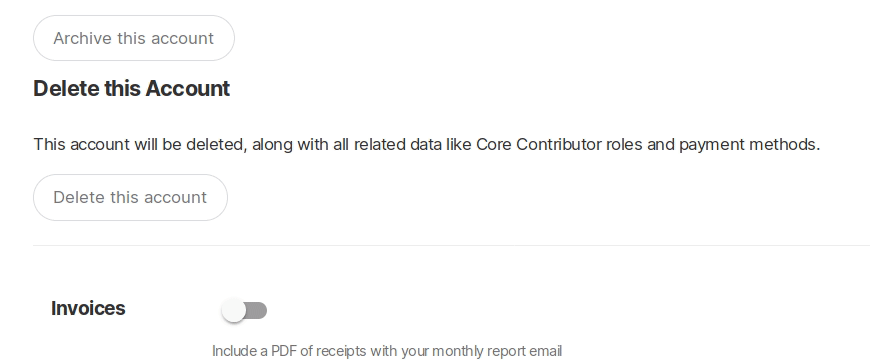 Archive this account
Delete this Account
This account will be deleted, along with all related data like Core Contributor roles and payment methods.
Delete this account
Invoices
Include a PDF of receipts with your monthly report email